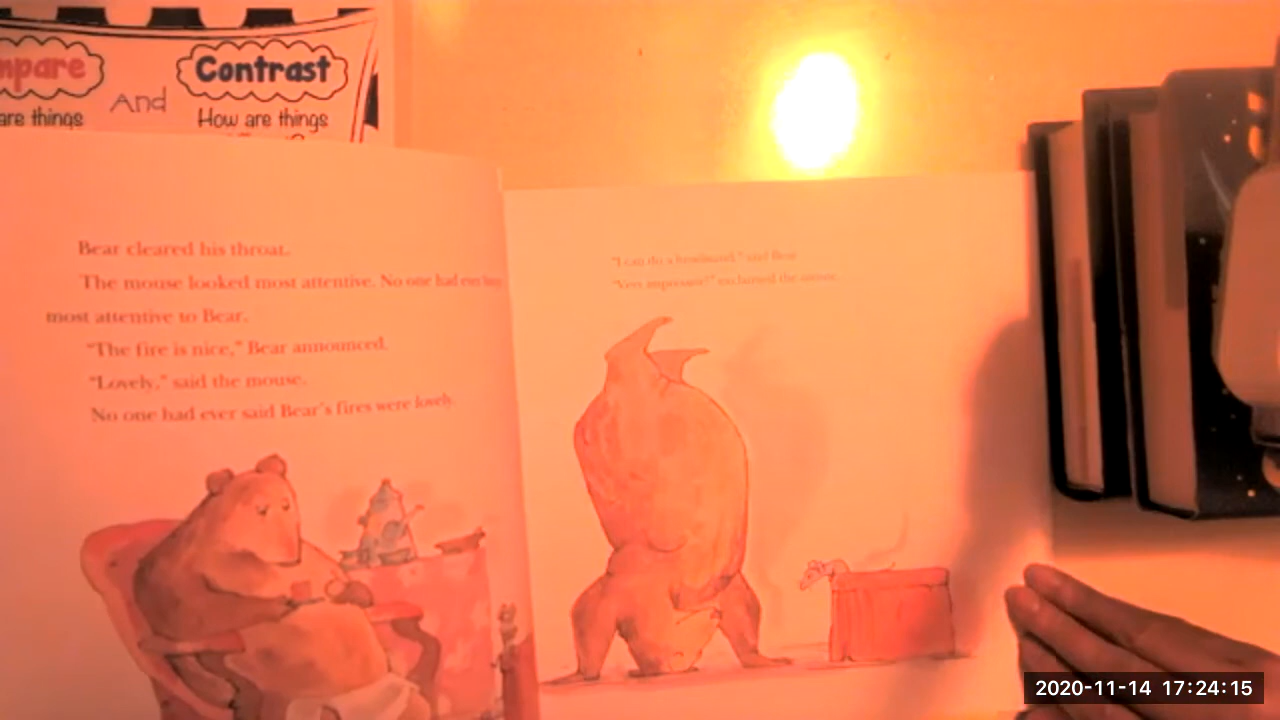 mpare
And
Contrast
are things
How are things
Bear cleared his throat.
The mouse looked most attentive. No one had ever been
most attentive to Bear.
"The fire is nice," Bear announced.
"Lovely," said the mouse.
No one had ever said Bear's fires were lovely.
"I can do a headstand," said Bear.
"Very impressive!" exclaimed the mouse.
2020-11-14 17:24:15